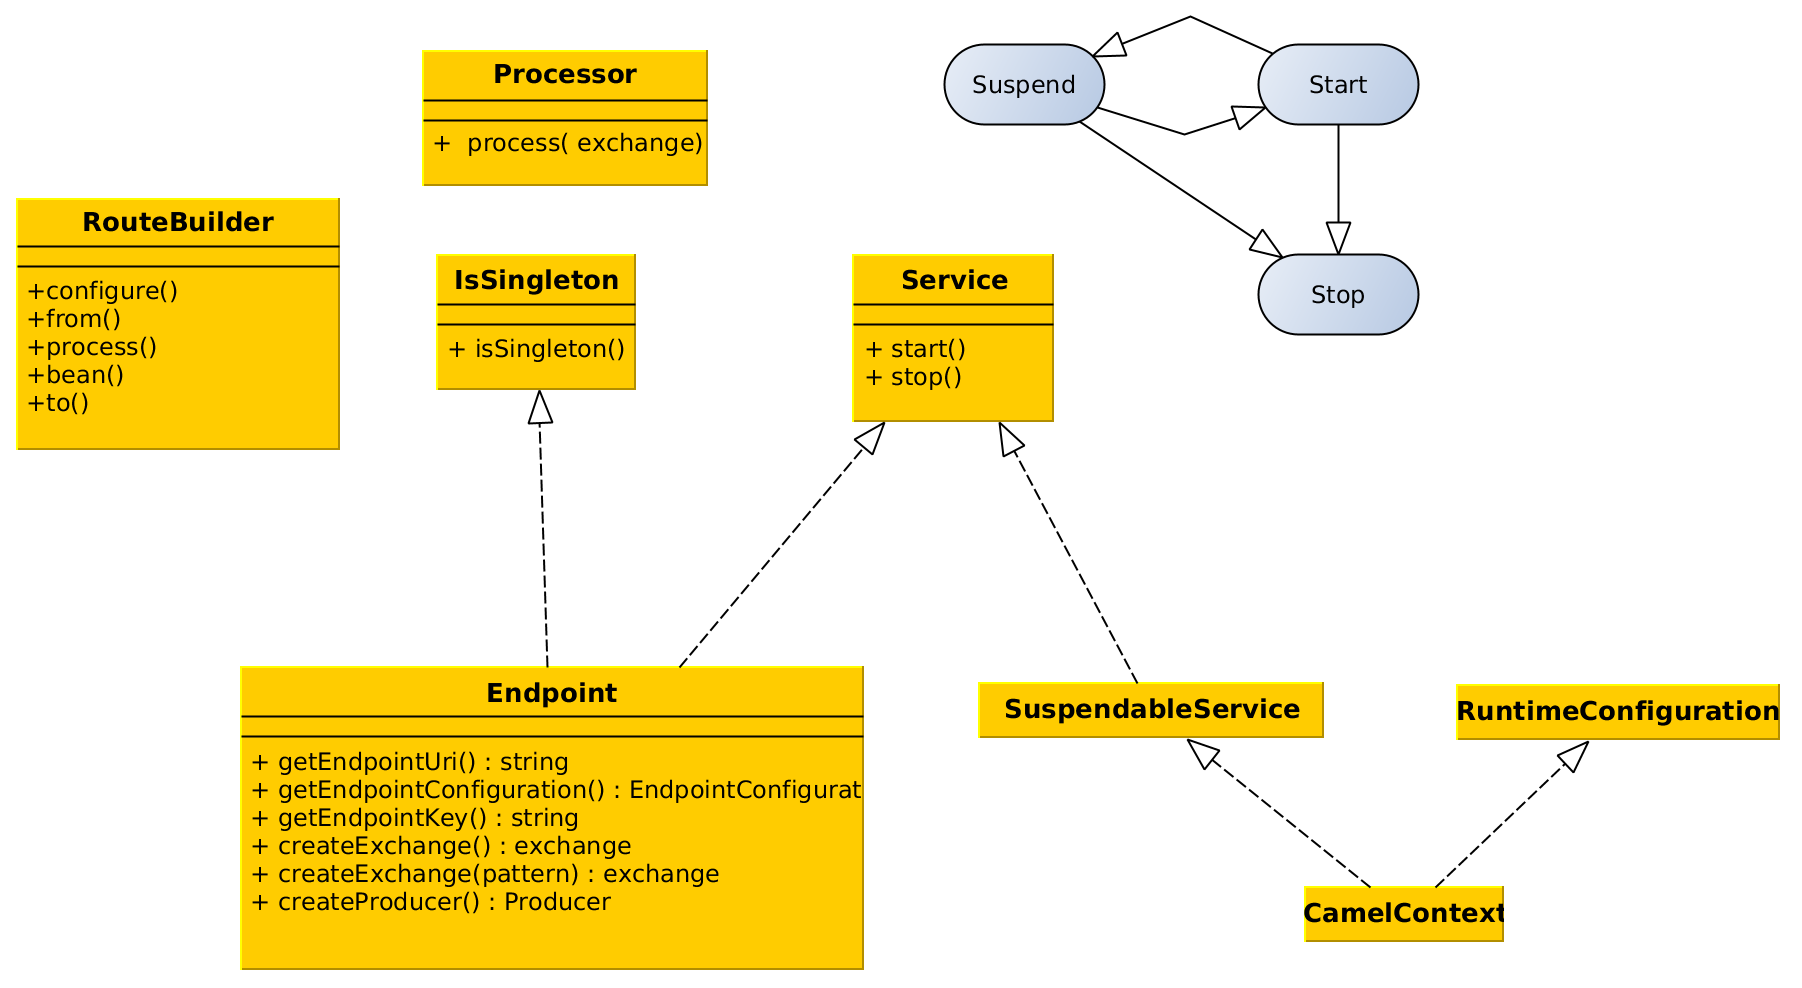 Processor
+  process( exchange)
Suspend
Start
Stop
RouteBuilder
+configure()
+from()
+process()
+bean()
+to()
IsSingleton
+ isSingleton()
Service
+ start()
+ stop()
Endpoint
+ getEndpointUri() : string
+ getEndpointConfiguration() : EndpointConfigurat
+ getEndpointKey() : string
+ createExchange() : exchange
+ createExchange(pattern) : exchange
+ createProducer() : Producer
SuspendableService
RuntimeConfiguration
CamelContext